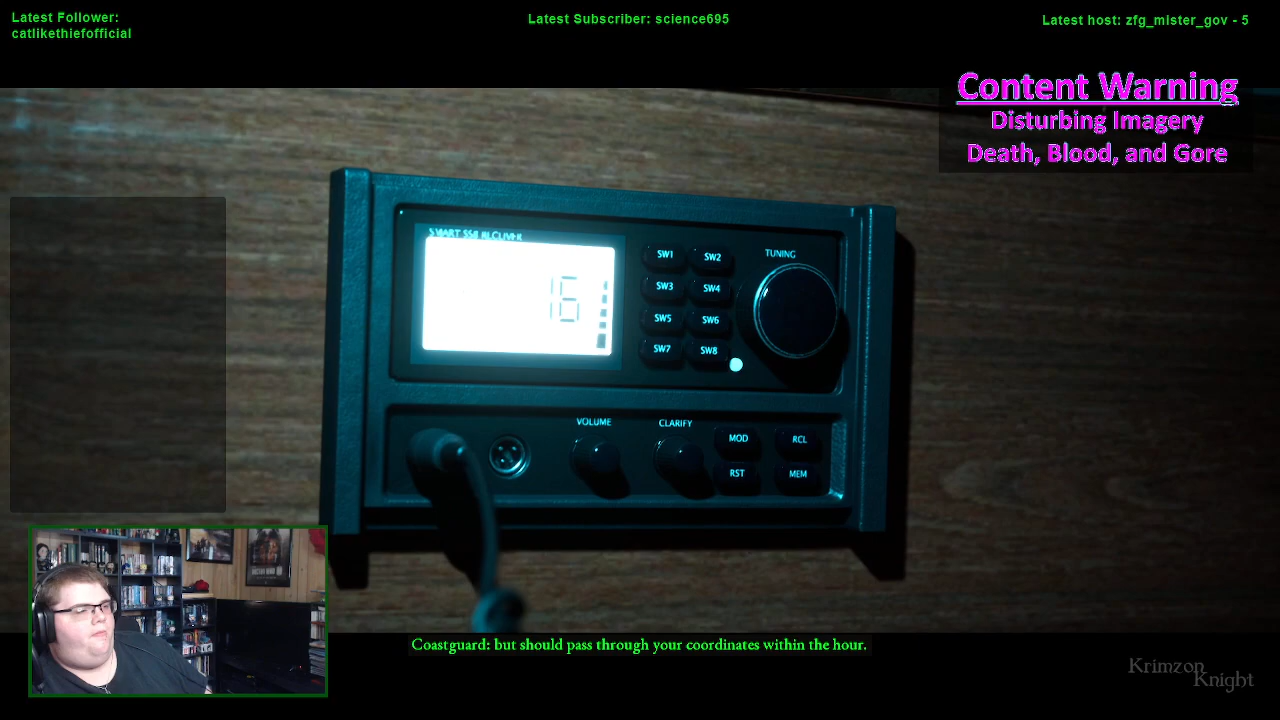 Latest Follower:
catlikethiefofficial
Latest Subscriber: science695
Latest host: zfg_mister_gov - 5
Content Warning
Disturbing Imagery
Death, Blood, and Gore
16
SW1
SW2
SW3
SW4
SW5
SW6
SW7
SW8
TUNING
VOLUME
CLARIFY
MOD
RCL
RST
MEM
Coastguard: but should pass through your coordinates within the hour.
Krimzon
Knight